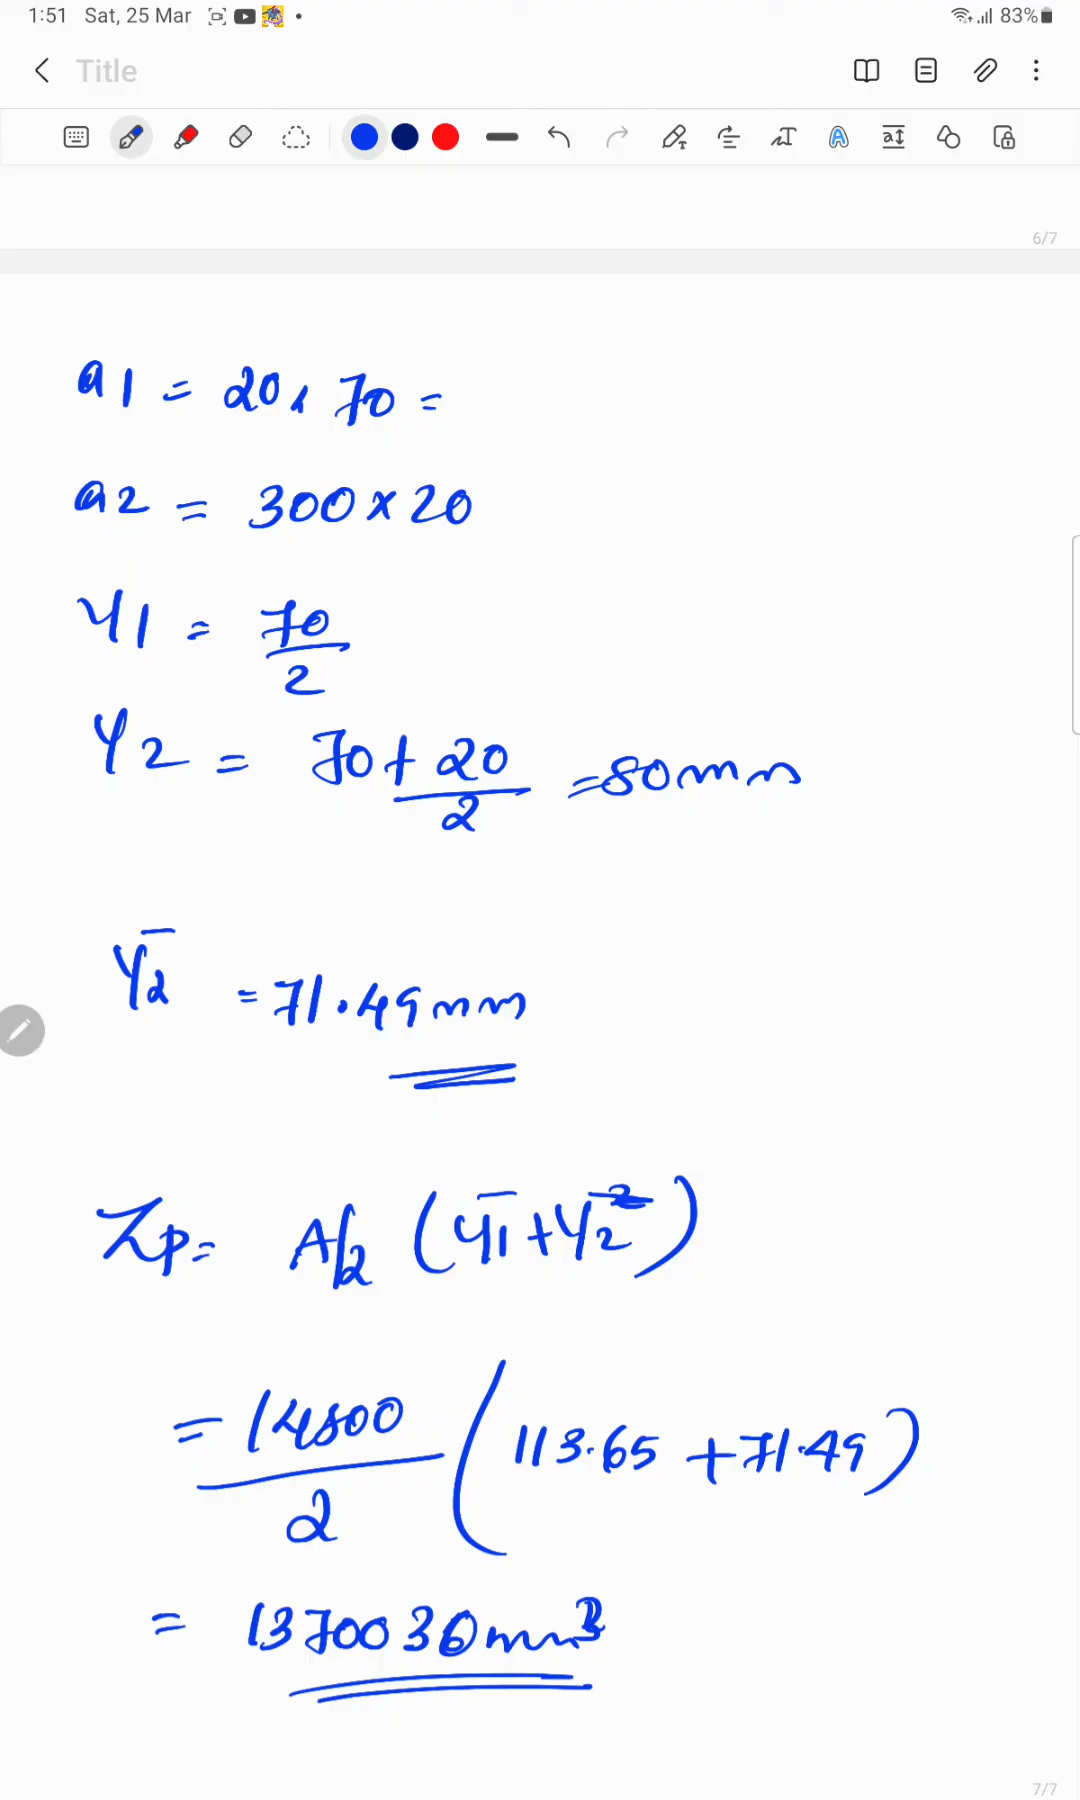 1:51 Sat, 25 Mar 83%
Title
6/7
a1 = 20 x 70 =
a2 = 300 x 20
y1 = 70/2
y2 = 70 + 20/2 = 80mm
ȳ2 = 71.49mm
Zp = A/2 (ȳ1 + ȳ2)
= 14800/2 (113.65 + 71.49)
= 1370036mm³
7/7